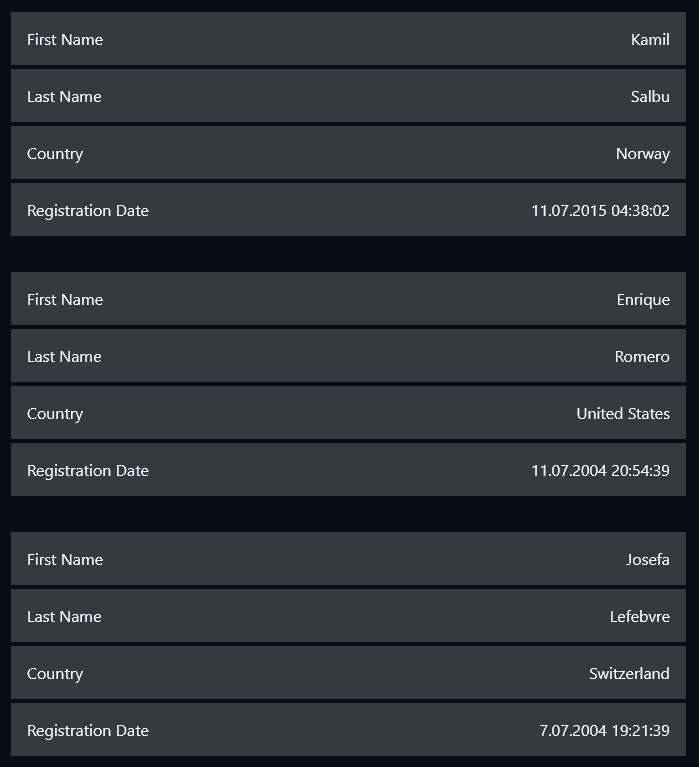 First Name Kamil
Last Name Salbu
Country Norway
Registration Date 11.07.2015 04:38:02
First Name Enrique
Last Name Romero
Country United States
Registration Date 11.07.2004 20:54:39
First Name Josefa
Last Name Lefebvre
Country Switzerland
Registration Date 7.07.2004 19:21:39